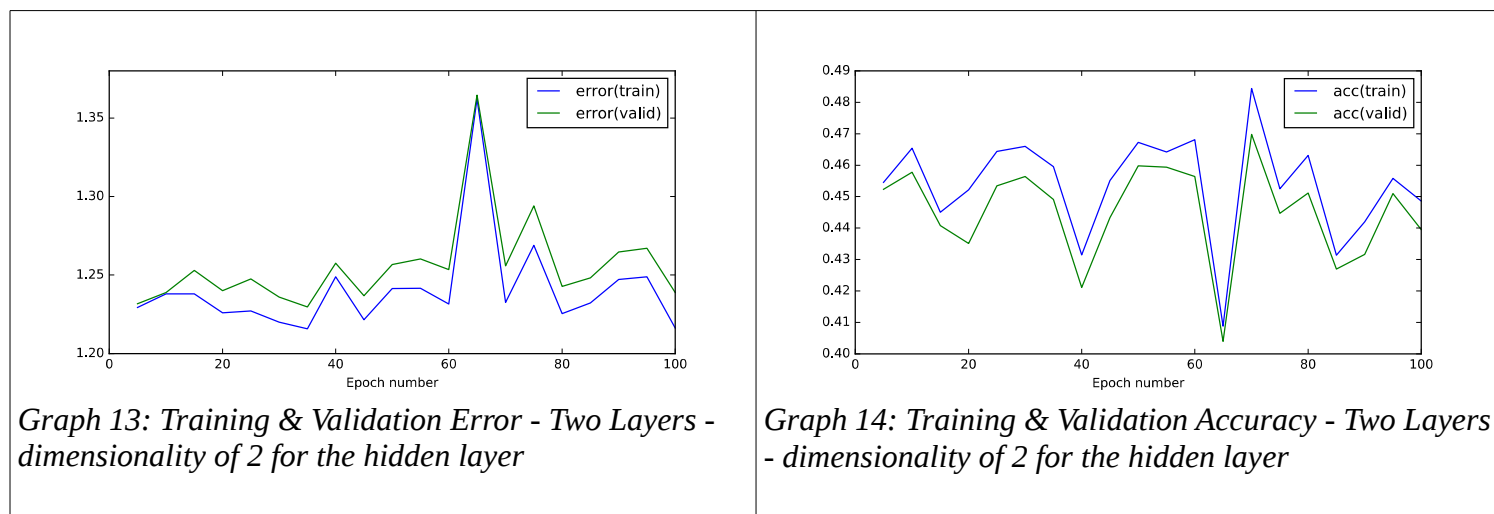 error(train)
error(valid)
1.35
1.30
1.25
1.20
0 20 40 60 80 100
Epoch number
Graph 13: Training & Validation Error - Two Layers -
dimensionality of 2 for the hidden layer
0.49
acc(train)
0.48
acc(valid)
0.47
0.46
0.45
0.44
0.43
0.42
0.41
0.40
0 20 40 60 80 100
Epoch number
Graph 14: Training & Validation Accuracy - Two Layers
- dimensionality of 2 for the hidden layer